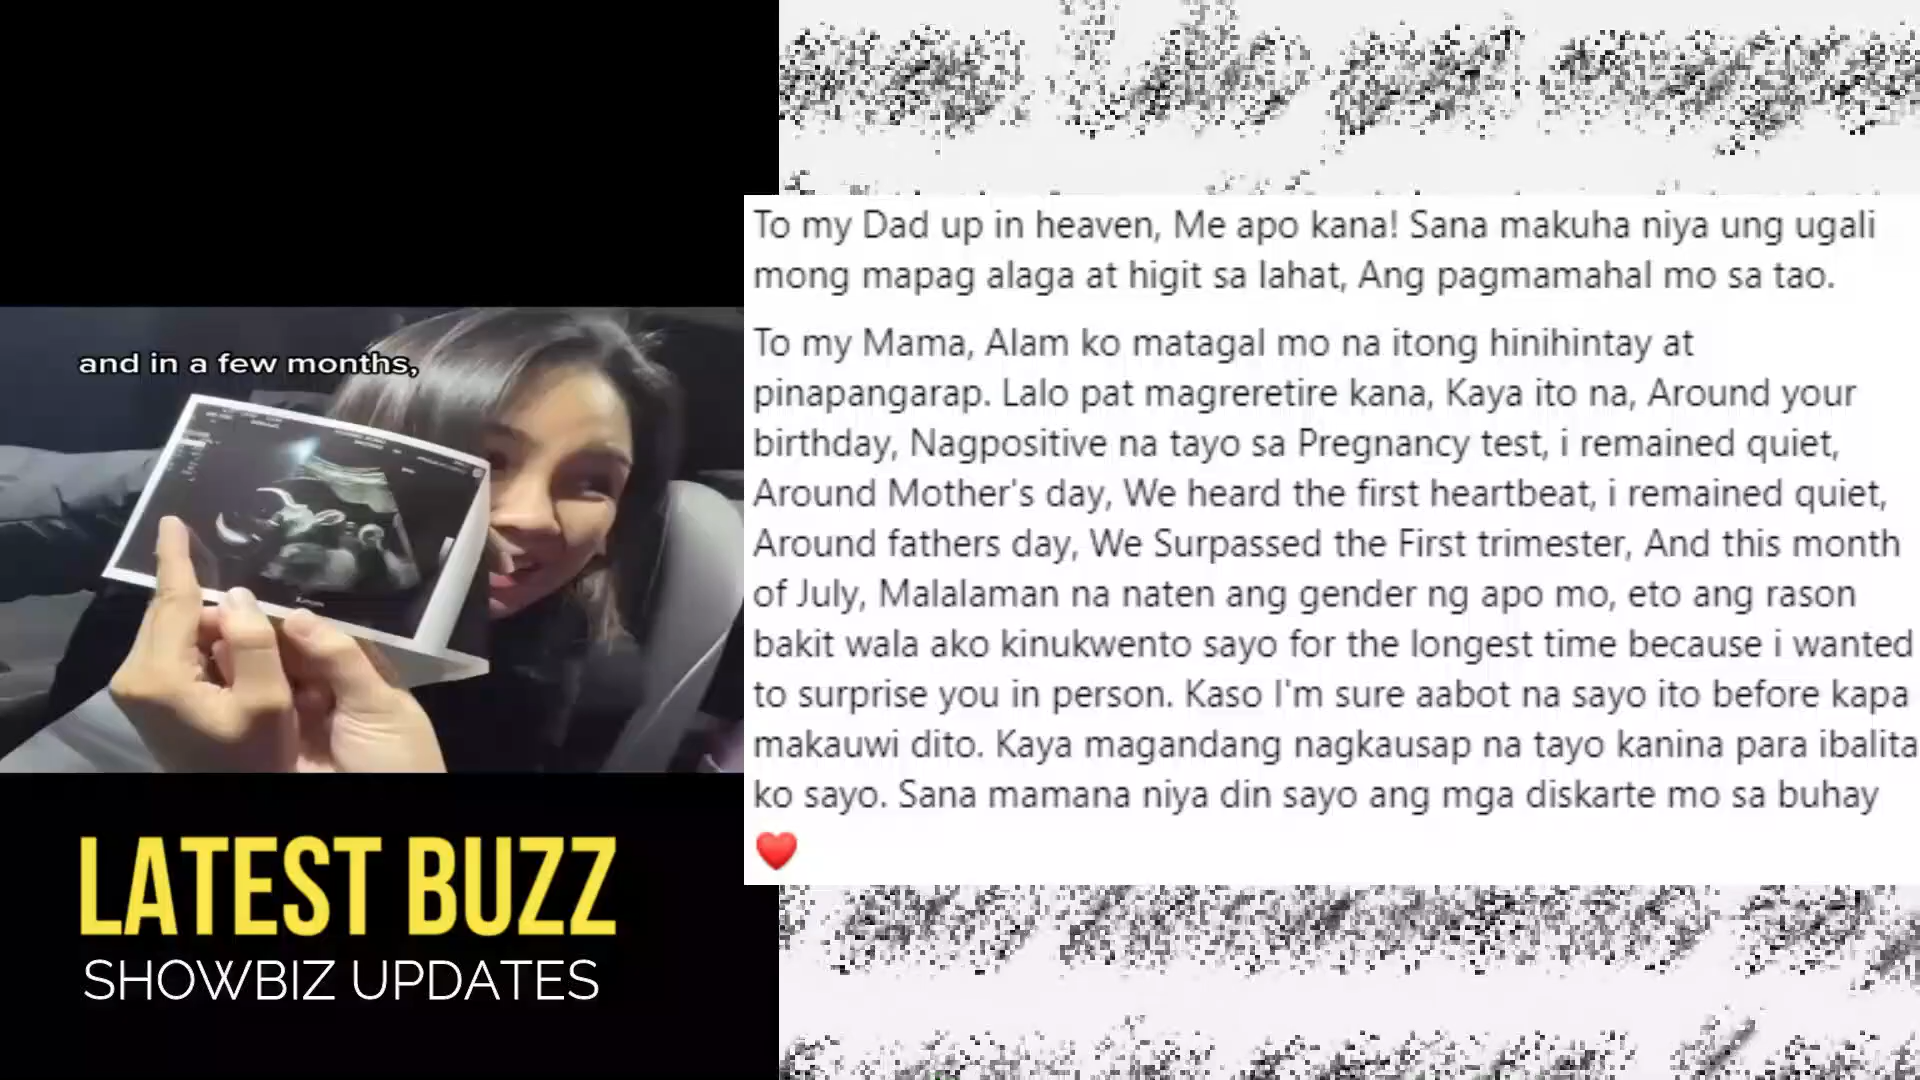 and in a few months,
LATEST BUZZ
SHOWBIZ UPDATES
To my Dad up in heaven, Me apo kana! Sana makuha niya ung ugali
mong mapag alaga at higit sa lahat, Ang pagmamahal mo sa tao.
To my Mama, Alam ko matagal mo na itong hinihintay at
pinapangarap. Lalo pat magreretire kana, Kaya ito na, Around your
birthday, Nagpositive na tayo sa Pregnancy test, i remained quiet,
Around Mother's day, We heard the first heartbeat, i remained quiet,
Around fathers day, We Surpassed the First trimester, And this month
of July, Malalaman na naten ang gender ng apo mo, eto ang rason
bakit wala ako kinukwento sayo for the longest time because i wanted
to surprise you in person. Kaso I'm sure aabot na sayo ito before kapa
makauwi dito. Kaya magandang nagkausap na tayo kanina para ibalita
ko sayo. Sana mamana niya din sayo ang mga diskarte mo sa buhay
❤️